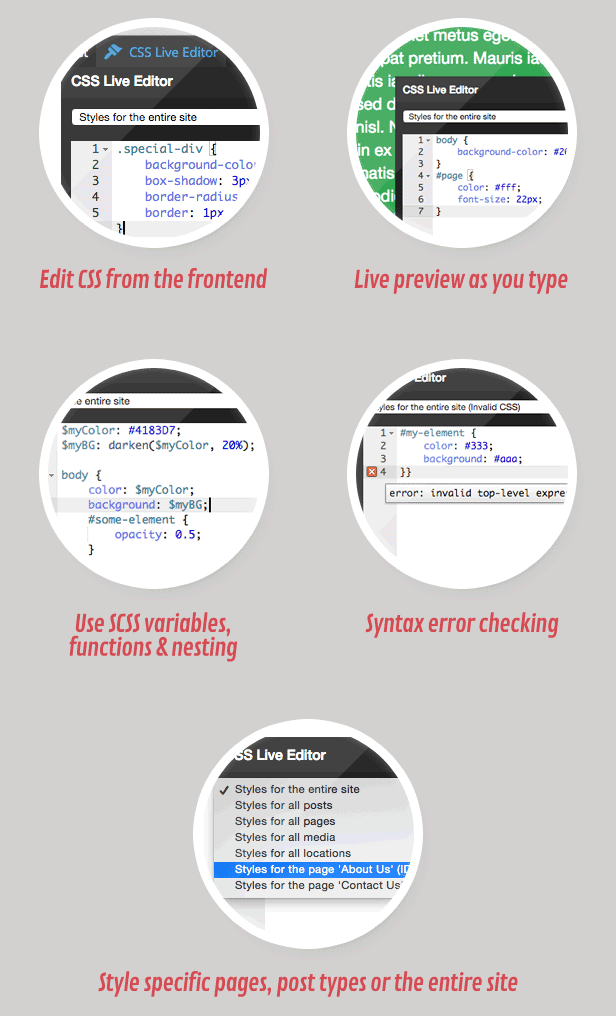 CSS Live Editor
CSS Live Editor
Styles for the entire site
1 .special-div {
2 background-colo
3 box-shadow: 3px
4 border-radius
5 border: 1px
}
Edit CSS from the frontend
et metus eges
pat pretium. Mauris ia
tis ia
sed d
nisl. N
in ex
natis
CSS Live Editor
Styles for the entire site
1 body {
2 background-color: #20
3 }
4 #page {
5 color: #fff;
6 font-size: 22px;
7 }
Live preview as you type
e entire site
$myColor: #4183D7;
$myBG: darken($myColor, 20%);
body {
color: $myColor;
background: $myBG;
#some-element {
opacity: 0.5;
}
Use SCSS variables,
functions & nesting
Editor
yles for the entire site (Invalid CSS)
1 #my-element {
2 color: #333;
3 background: #aaa;
4 }}
error: invalid top-level expre
Syntax error checking
CSS Live Editor
✓ Styles for the entire site
Styles for all posts
Styles for all pages
Styles for all media
Styles for all locations
Styles for the page 'About Us' (ID
Styles for the page 'Contact Us'
Style specific pages, post types or the entire site